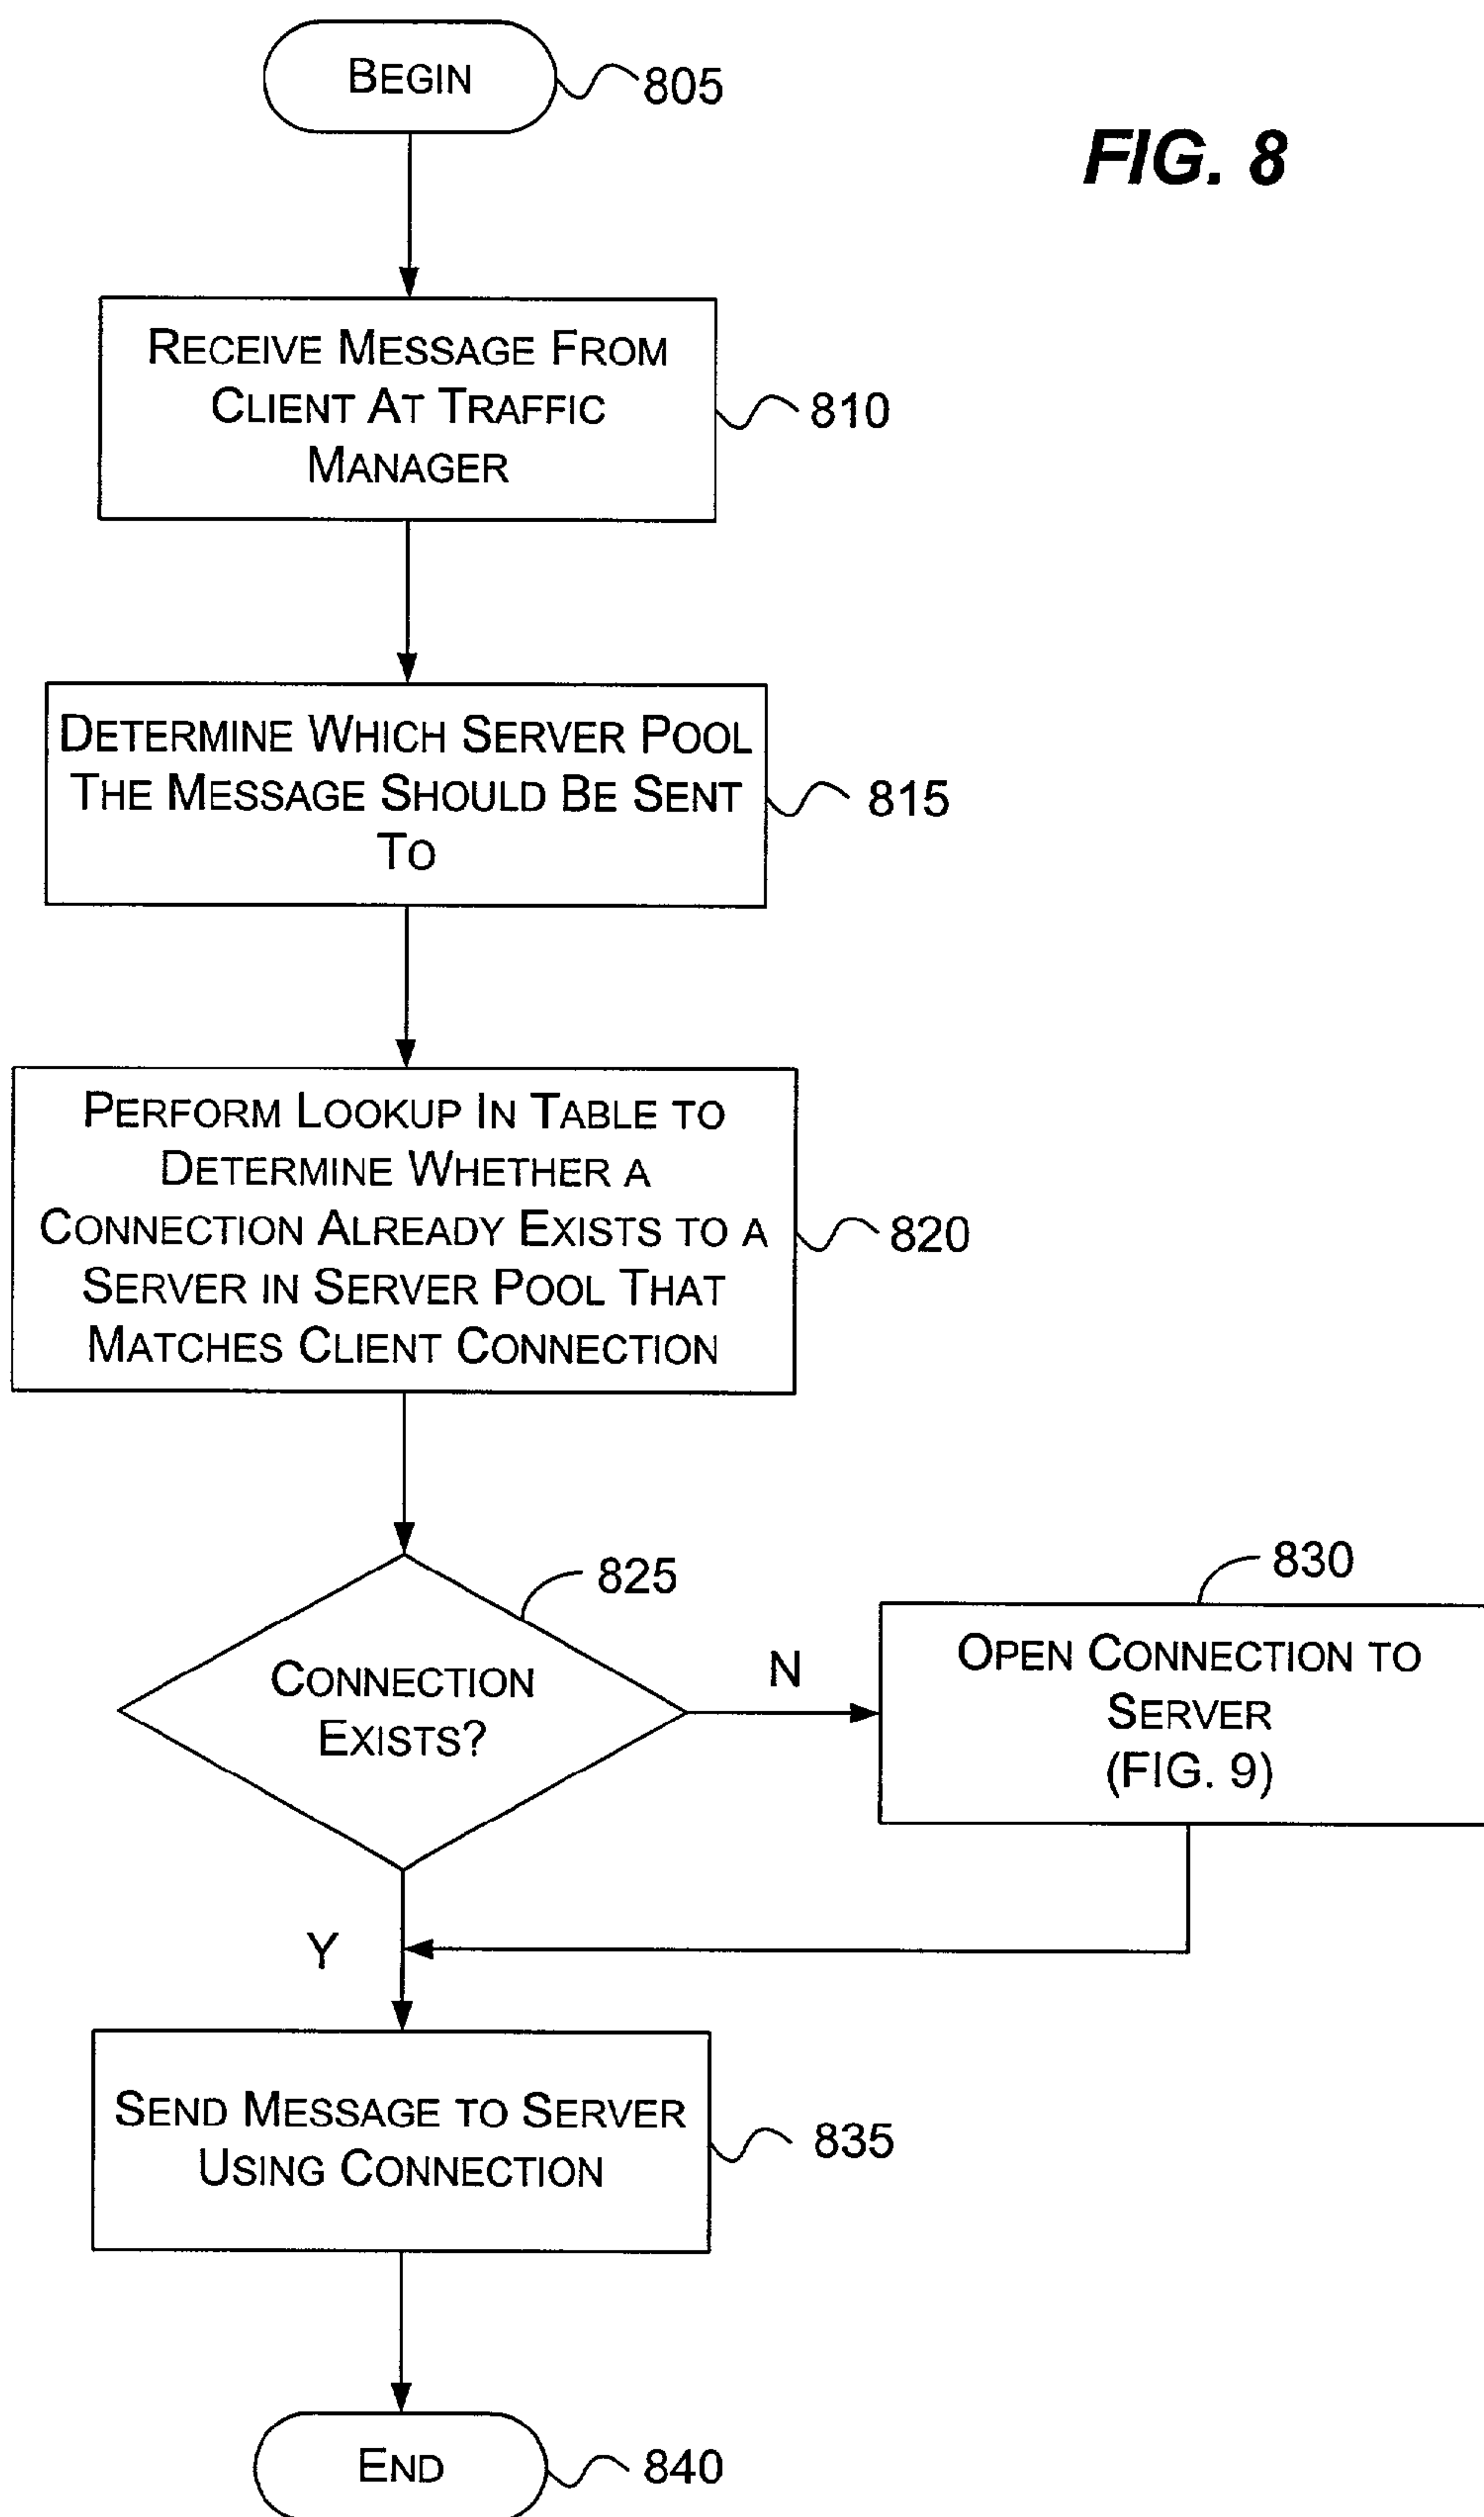 BEGIN
805
FIG. 8
RECEIVE MESSAGE FROM
CLIENT AT TRAFFIC
MANAGER
810
DETERMINE WHICH SERVER POOL
THE MESSAGE SHOULD BE SENT
TO
815
PERFORM LOOKUP IN TABLE TO
DETERMINE WHETHER A
CONNECTION ALREADY EXISTS TO A
SERVER IN SERVER POOL THAT
MATCHES CLIENT CONNECTION
820
825
CONNECTION
EXISTS?
N
830
OPEN CONNECTION TO
SERVER
(FIG. 9)
Y
SEND MESSAGE TO SERVER
USING CONNECTION
835
END
840